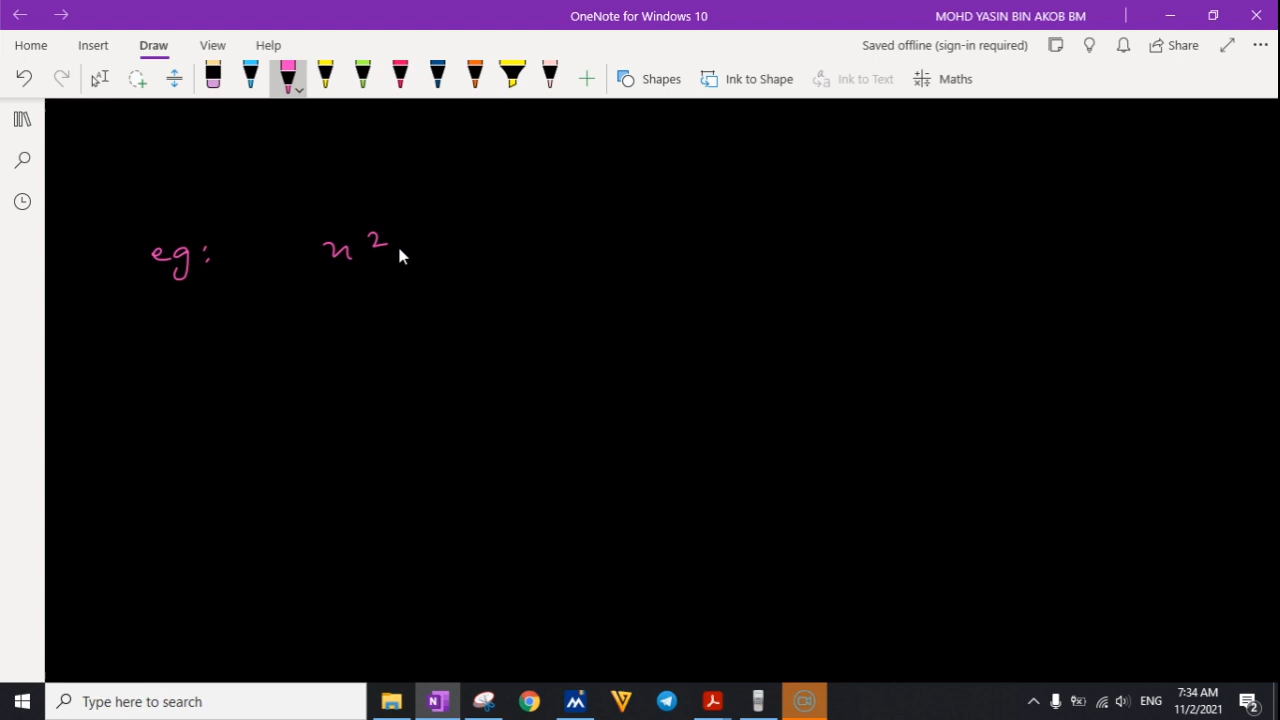 OneNote for Windows 10
MOHD YASIN BIN AKOB BM
Home Insert Draw View Help
Saved offline (sign-in required)
Share
Shapes
Ink to Shape
Ink to Text
Maths
eg: x²
Type here to search
ENG
7:34 AM
11/2/2021
2